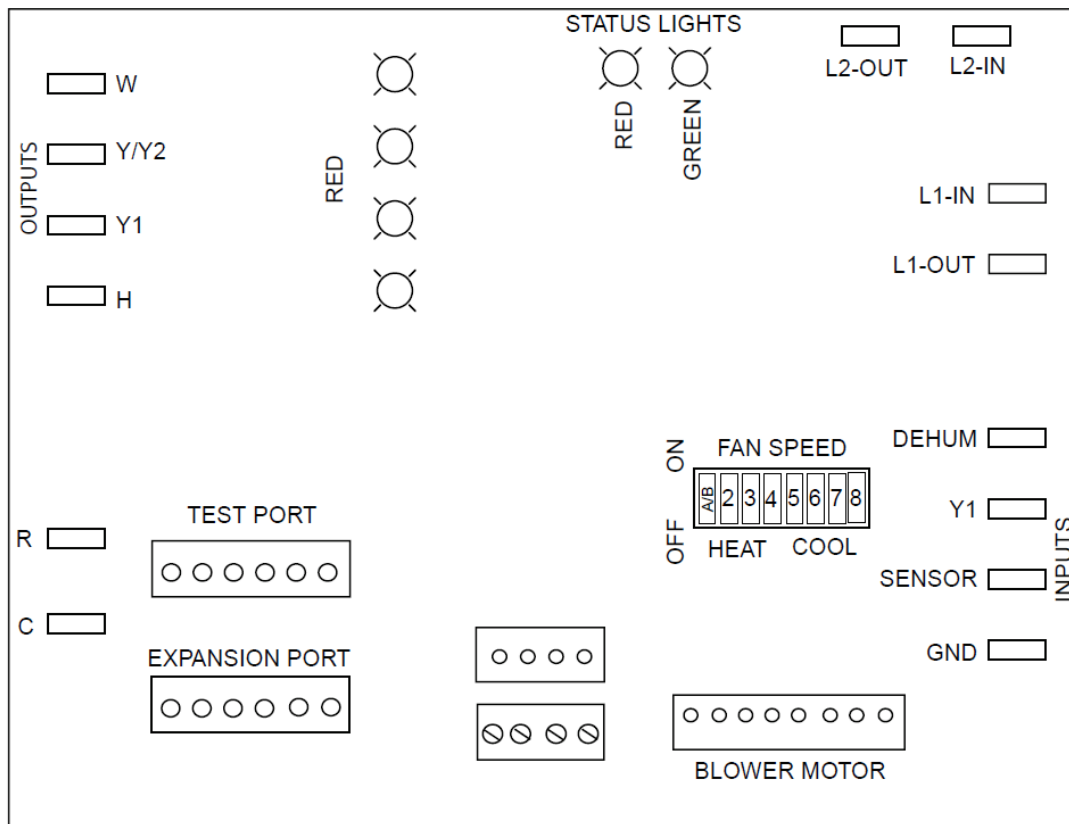 STATUS LIGHTS
L2-OUT
L2-IN
RED
GREEN
OUTPUTS
W
Y/Y2
Y1
H
RED
L1-IN
L1-OUT
ON
OFF
FAN SPEED
A/B 2 3 4 5 6 7 8
HEAT COOL
DEHUM
Y1
SENSOR
GND
INPUTS
R
C
TEST PORT
EXPANSION PORT
BLOWER MOTOR